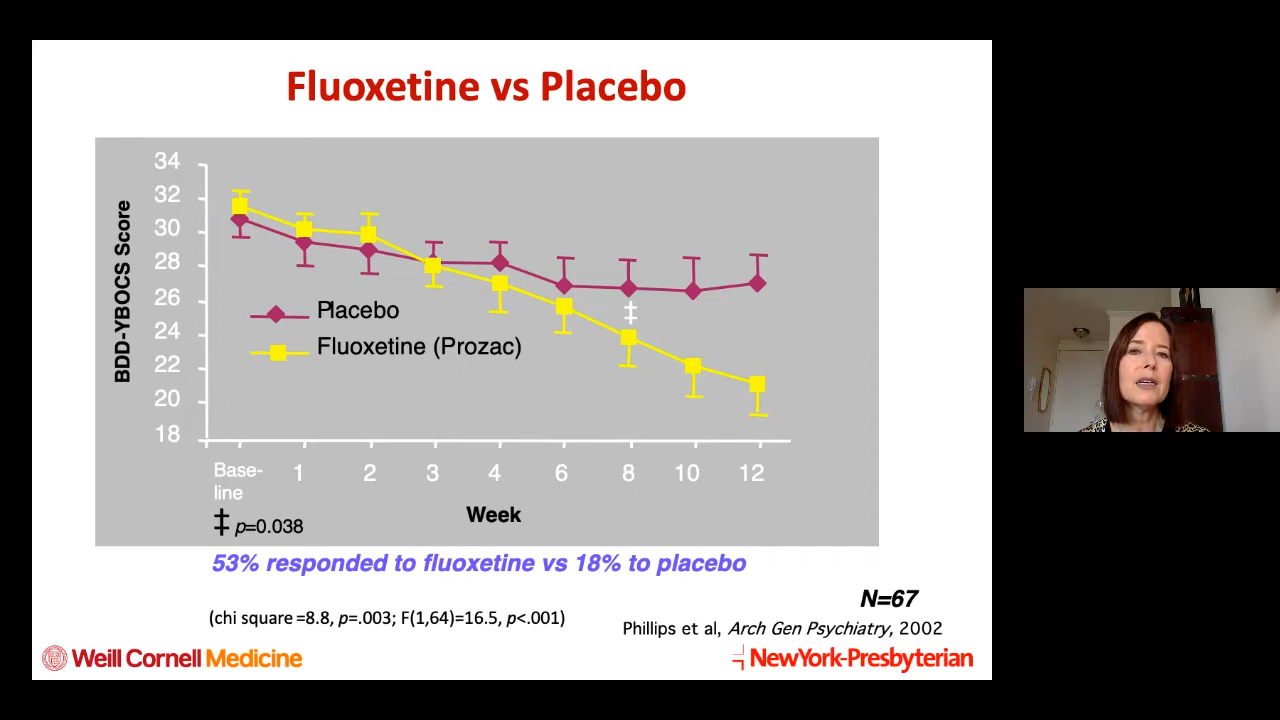 Fluoxetine vs Placebo
34
32
30
28
26
24
22
20
18
BDD-YBOCS Score
Placebo
Fluoxetine (Prozac)
‡
Base-
line
1 2 3 4 6 8 10 12
Week
‡ p=0.038
53% responded to fluoxetine vs 18% to placebo
N=67
(chi square =8.8, p=.003; F(1,64)=16.5, p<.001)
Phillips et al, Arch Gen Psychiatry, 2002
Weill Cornell Medicine
NewYork-Presbyterian